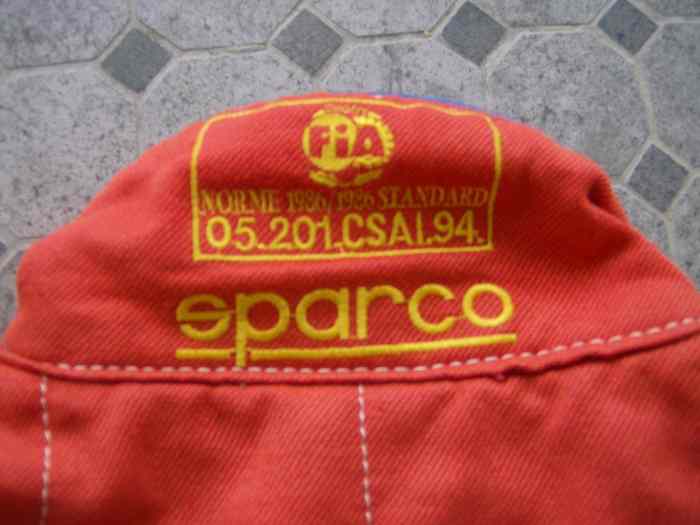 FiA
NORME 1986/1986 STANDARD
05.201.CSAI.94.
sparco